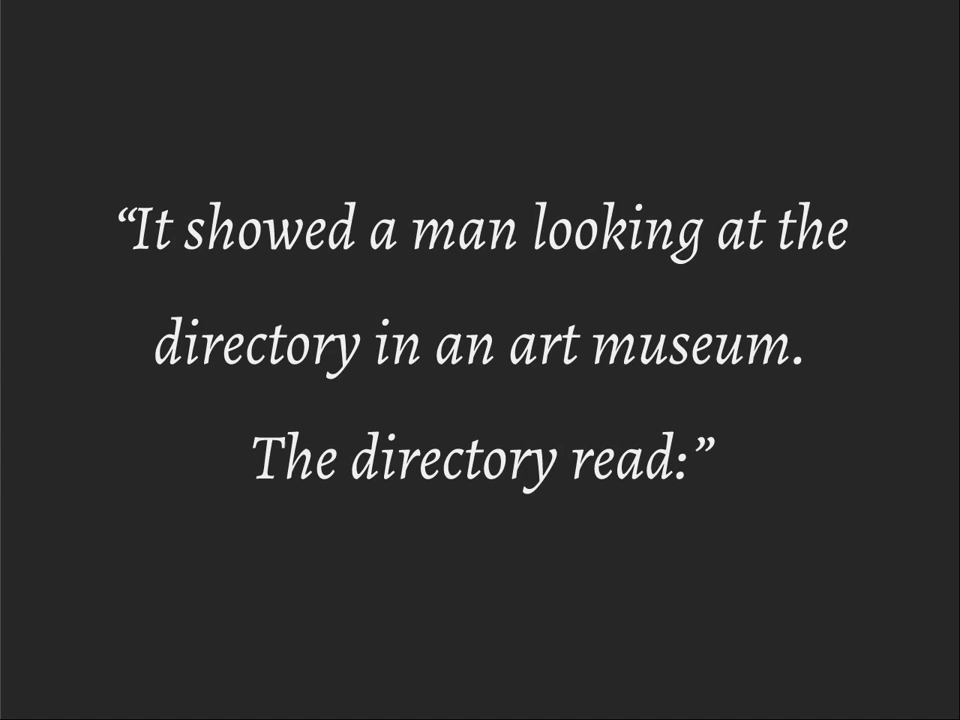 “It showed a man looking at the
directory in an art museum.
The directory read:”